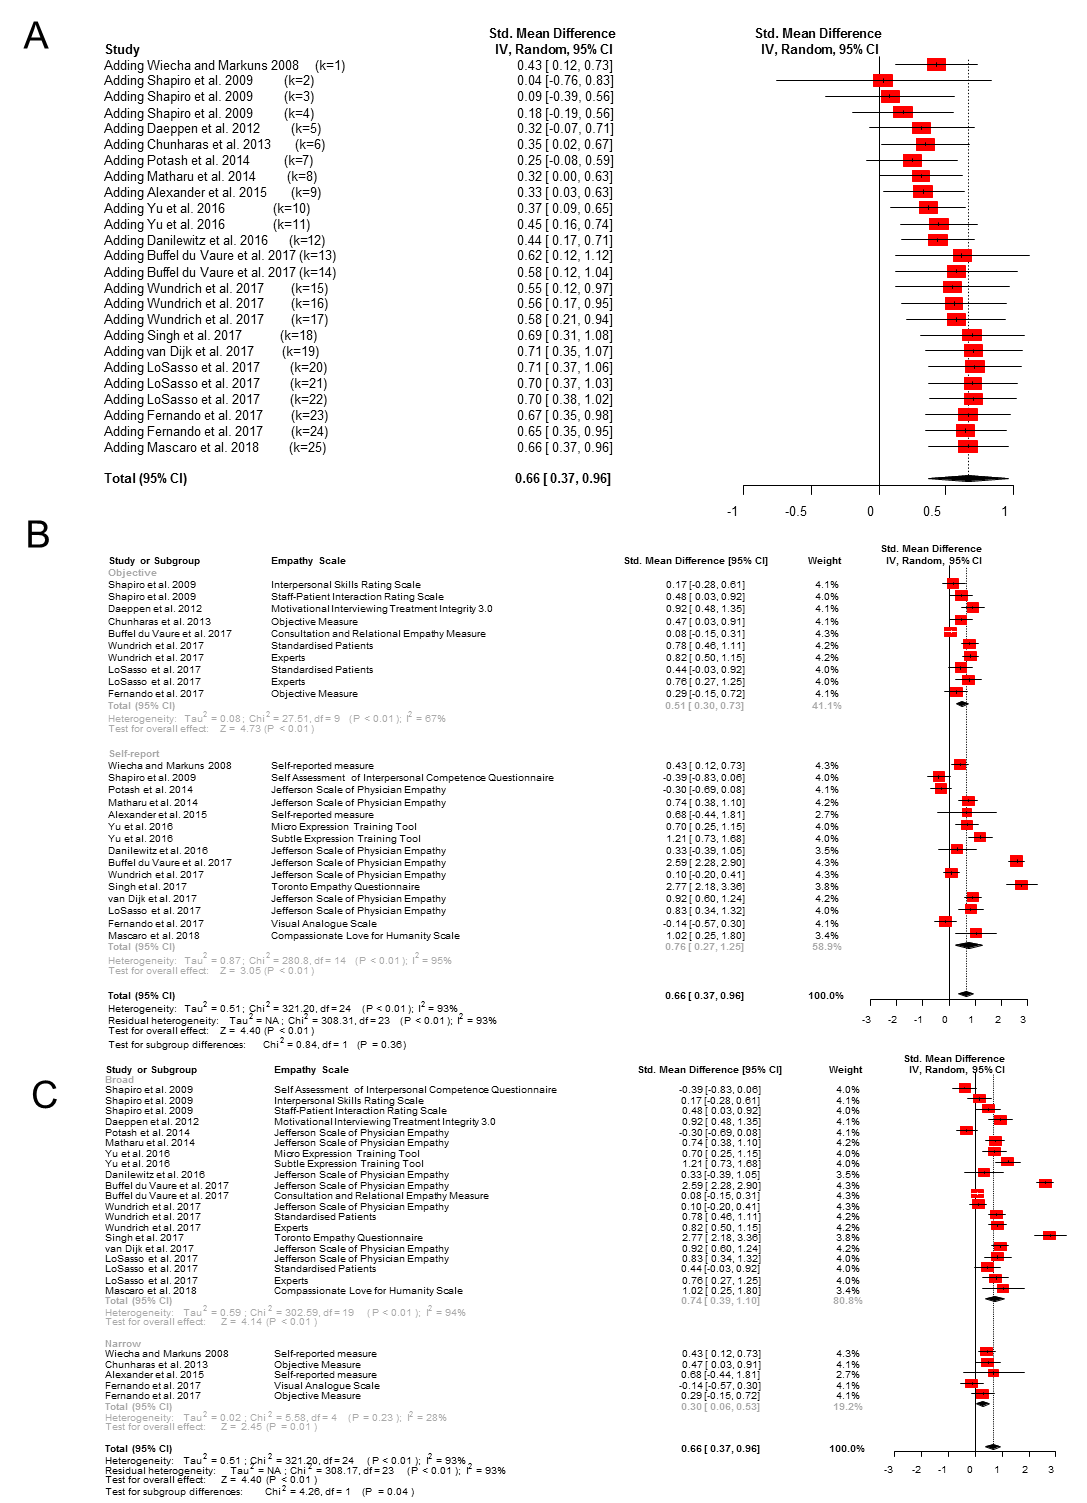 A
Std. Mean Difference Std. Mean Difference
Study IV, Random, 95% CI IV, Random, 95% CI
Adding Wiecha and Markuns 2008 (k=1) 0.43 [ 0.12, 0.73]
Adding Shapiro et al. 2009 (k=2) 0.04 [-0.76, 0.83]
Adding Shapiro et al. 2009 (k=3) 0.09 [-0.39, 0.56]
Adding Shapiro et al. 2009 (k=4) 0.18 [-0.19, 0.56]
Adding Daeppen et al. 2012 (k=5) 0.32 [-0.07, 0.71]
Adding Chunharas et al. 2013 (k=6) 0.35 [ 0.02, 0.67]
Adding Potash et al. 2014 (k=7) 0.25 [-0.08, 0.59]
Adding Matharu et al. 2014 (k=8) 0.32 [ 0.00, 0.63]
Adding Alexander et al. 2015 (k=9) 0.33 [ 0.03, 0.63]
Adding Yu et al. 2016 (k=10) 0.37 [ 0.09, 0.65]
Adding Yu et al. 2016 (k=11) 0.45 [ 0.16, 0.74]
Adding Danilewitz et al. 2016 (k=12) 0.44 [ 0.17, 0.71]
Adding Buffel du Vaure et al. 2017 (k=13) 0.62 [ 0.12, 1.12]
Adding Buffel du Vaure et al. 2017 (k=14) 0.58 [ 0.12, 1.04]
Adding Wundrich et al. 2017 (k=15) 0.55 [ 0.12, 0.97]
Adding Wundrich et al. 2017 (k=16) 0.56 [ 0.17, 0.95]
Adding Wundrich et al. 2017 (k=17) 0.58 [ 0.21, 0.94]
Adding Singh et al. 2017 (k=18) 0.69 [ 0.31, 1.08]
Adding van Dijk et al. 2017 (k=19) 0.71 [ 0.35, 1.07]
Adding LoSasso et al. 2017 (k=20) 0.71 [ 0.37, 1.06]
Adding LoSasso et al. 2017 (k=21) 0.70 [ 0.37, 1.03]
Adding LoSasso et al. 2017 (k=22) 0.70 [ 0.38, 1.02]
Adding Fernando et al. 2017 (k=23) 0.67 [ 0.35, 0.98]
Adding Fernando et al. 2017 (k=24) 0.65 [ 0.35, 0.95]
Adding Mascaro et al. 2018 (k=25) 0.66 [ 0.37, 0.96]
Total (95% CI) 0.66 [ 0.37, 0.96]
-1 -0.5 0 0.5 1
B
Std. Mean Difference
Study or Subgroup Empathy Scale Std. Mean Difference [95% CI] Weight IV, Random, 95% CI
Objective
Shapiro et al. 2009 Interpersonal Skills Rating Scale 0.17 [-0.28, 0.61] 4.1%
Shapiro et al. 2009 Staff-Patient Interaction Rating Scale 0.48 [ 0.03, 0.92] 4.0%
Daeppen et al. 2012 Motivational Interviewing Treatment Integrity 3.0 0.92 [ 0.48, 1.35] 4.1%
Chunharas et al. 2013 Objective Measure 0.47 [ 0.03, 0.91] 4.1%
Buffel du Vaure et al. 2017 Consultation and Relational Empathy Measure 0.08 [-0.15, 0.31] 4.3%
Wundrich et al. 2017 Standardised Patients 0.78 [ 0.46, 1.11] 4.2%
Wundrich et al. 2017 Experts 0.82 [ 0.50, 1.15] 4.2%
LoSasso et al. 2017 Standardised Patients 0.44 [-0.03, 0.92] 4.0%
LoSasso et al. 2017 Experts 0.76 [ 0.27, 1.25] 4.0%
Fernando et al. 2017 Objective Measure 0.29 [-0.15, 0.72] 4.1%
Total (95% CI) 0.51 [ 0.30, 0.73] 41.1%
Heterogeneity: Tau² = 0.08 ; Chi² = 27.51, df = 9 (P < 0.01 ); I² = 67%
Test for overall effect: Z = 4.73 (P < 0.01 )
Self-report
Wiecha and Markuns 2008 Self-reported measure 0.43 [ 0.12, 0.73] 4.3%
Shapiro et al. 2009 Self Assessment of Interpersonal Competence Questionnaire -0.39 [-0.83, 0.06] 4.0%
Potash et al. 2014 Jefferson Scale of Physician Empathy -0.30 [-0.69, 0.08] 4.1%
Matharu et al. 2014 Jefferson Scale of Physician Empathy 0.74 [ 0.38, 1.10] 4.2%
Alexander et al. 2015 Self-reported measure 0.68 [-0.44, 1.81] 2.7%
Yu et al. 2016 Micro Expression Training Tool 0.70 [ 0.25, 1.15] 4.0%
Yu et al. 2016 Subtle Expression Training Tool 1.21 [ 0.73, 1.68] 4.0%
Danilewitz et al. 2016 Jefferson Scale of Physician Empathy 0.33 [-0.39, 1.05] 3.5%
Buffel du Vaure et al. 2017 Jefferson Scale of Physician Empathy 2.59 [ 2.28, 2.90] 4.3%
Wundrich et al. 2017 Jefferson Scale of Physician Empathy 0.10 [-0.20, 0.41] 4.3%
Singh et al. 2017 Toronto Empathy Questionnaire 2.77 [ 2.18, 3.36] 3.8%
van Dijk et al. 2017 Jefferson Scale of Physician Empathy 0.92 [ 0.60, 1.24] 4.2%
LoSasso et al. 2017 Jefferson Scale of Physician Empathy 0.83 [ 0.34, 1.32] 4.0%
Fernando et al. 2017 Visual Analogue Scale -0.14 [-0.57, 0.30] 4.1%
Mascaro et al. 2018 Compassionate Love for Humanity Scale 1.02 [ 0.25, 1.80] 3.4%
Total (95% CI) 0.76 [ 0.27, 1.25] 58.9%
Heterogeneity: Tau² = 0.87 ; Chi² = 280.8, df = 14 (P < 0.01 ); I² = 95%
Test for overall effect: Z = 3.05 (P < 0.01 )
Total (95% CI) 0.66 [ 0.37, 0.96] 100.0%
Heterogeneity: Tau² = 0.51 ; Chi² = 321.20, df = 24 (P < 0.01 ); I² = 93%
Residual heterogeneity: Tau² = NA ; Chi² = 308.31, df = 23 (P < 0.01 ); I² = 93%
Test for overall effect: Z = 4.40 (P < 0.01 )
Test for subgroup differences: Chi² = 0.84, df = 1 (P = 0.36)
-3 -2 -1 0 1 2 3
C
Std. Mean Difference
Study or Subgroup Empathy Scale Std. Mean Difference [95% CI] Weight IV, Random, 95% CI
Broad
Shapiro et al. 2009 Self Assessment of Interpersonal Competence Questionnaire -0.39 [-0.83, 0.06] 4.0%
Shapiro et al. 2009 Interpersonal Skills Rating Scale 0.17 [-0.28, 0.61] 4.1%
Shapiro et al. 2009 Staff-Patient Interaction Rating Scale 0.48 [ 0.03, 0.92] 4.0%
Daeppen et al. 2012 Motivational Interviewing Treatment Integrity 3.0 0.92 [ 0.48, 1.35] 4.1%
Potash et al. 2014 Jefferson Scale of Physician Empathy -0.30 [-0.69, 0.08] 4.1%
Matharu et al. 2014 Jefferson Scale of Physician Empathy 0.74 [ 0.38, 1.10] 4.2%
Yu et al. 2016 Micro Expression Training Tool 0.70 [ 0.25, 1.15] 4.0%
Yu et al. 2016 Subtle Expression Training Tool 1.21 [ 0.73, 1.68] 4.0%
Danilewitz et al. 2016 Jefferson Scale of Physician Empathy 0.33 [-0.39, 1.05] 3.5%
Buffel du Vaure et al. 2017 Jefferson Scale of Physician Empathy 2.59 [ 2.28, 2.90] 4.3%
Buffel du Vaure et al. 2017 Consultation and Relational Empathy Measure 0.08 [-0.15, 0.31] 4.3%
Wundrich et al. 2017 Jefferson Scale of Physician Empathy 0.10 [-0.20, 0.41] 4.3%
Wundrich et al. 2017 Standardised Patients 0.78 [ 0.46, 1.11] 4.2%
Wundrich et al. 2017 Experts 0.82 [ 0.50, 1.15] 4.2%
Singh et al. 2017 Toronto Empathy Questionnaire 2.77 [ 2.18, 3.36] 3.8%
van Dijk et al. 2017 Jefferson Scale of Physician Empathy 0.92 [ 0.60, 1.24] 4.2%
LoSasso et al. 2017 Jefferson Scale of Physician Empathy 0.83 [ 0.34, 1.32] 4.0%
LoSasso et al. 2017 Standardised Patients 0.44 [-0.03, 0.92] 4.0%
LoSasso et al. 2017 Experts 0.76 [ 0.27, 1.25] 4.0%
Mascaro et al. 2018 Compassionate Love for Humanity Scale 1.02 [ 0.25, 1.80] 3.4%
Total (95% CI) 0.74 [ 0.39, 1.10] 80.8%
Heterogeneity: Tau² = 0.59 ; Chi² = 302.59, df = 19 (P < 0.01 ); I² = 94%
Test for overall effect: Z = 4.14 (P < 0.01 )
Narrow
Wiecha and Markuns 2008 Self-reported measure 0.43 [ 0.12, 0.73] 4.3%
Chunharas et al. 2013 Objective Measure 0.47 [ 0.03, 0.91] 4.1%
Alexander et al. 2015 Self-reported measure 0.68 [-0.44, 1.81] 2.7%
Fernando et al. 2017 Visual Analogue Scale -0.14 [-0.57, 0.30] 4.1%
Fernando et al. 2017 Objective Measure 0.29 [-0.15, 0.72] 4.1%
Total (95% CI) 0.30 [ 0.06, 0.53] 19.2%
Heterogeneity: Tau² = 0.02 ; Chi² = 5.58, df = 4 (P = 0.23 ); I² = 28%
Test for overall effect: Z = 2.45 (P = 0.01 )
Total (95% CI) 0.66 [ 0.37, 0.96] 100.0%
Heterogeneity: Tau² = 0.51 ; Chi² = 321.20, df = 24 (P < 0.01 ); I² = 93%
Residual heterogeneity: Tau² = NA ; Chi² = 308.17, df = 23 (P < 0.01 ); I² = 93%
Test for overall effect: Z = 4.40 (P < 0.01 )
Test for subgroup differences: Chi² = 4.26, df = 1 (P = 0.04 )
-3 -2 -1 0 1 2 3